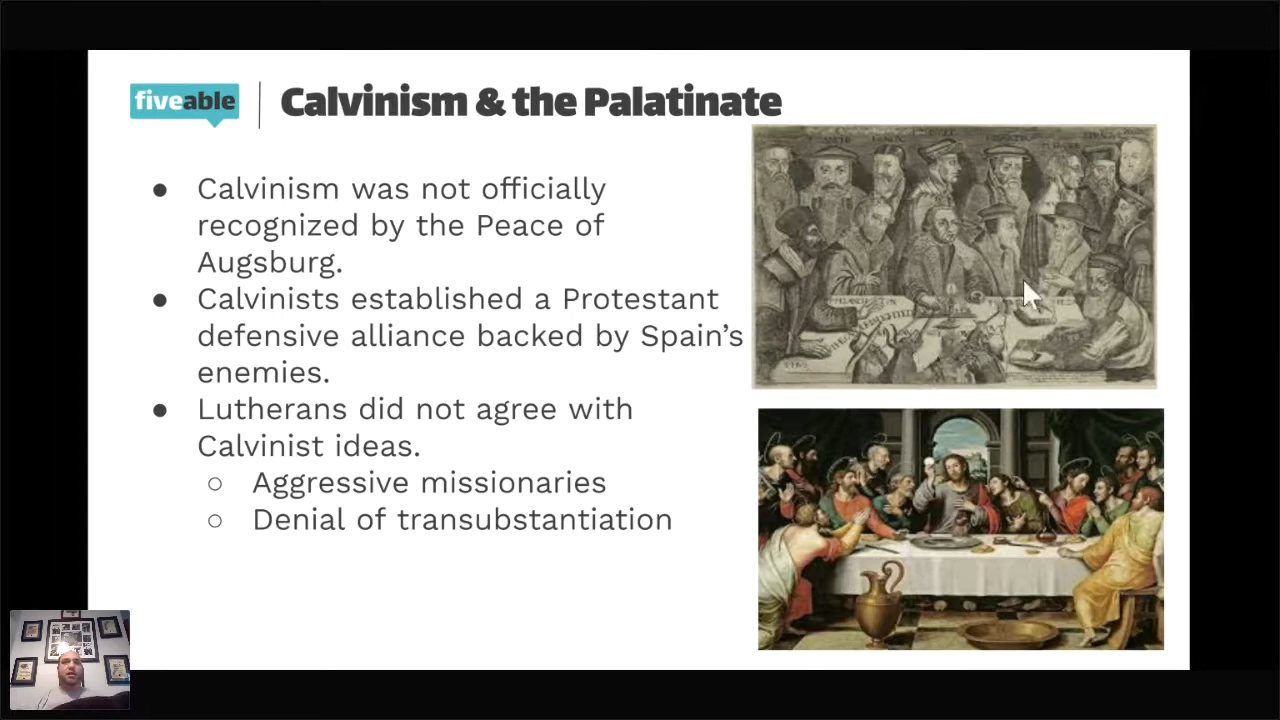 fiveable
Calvinism & the Palatinate
● Calvinism was not officially
recognized by the Peace of
Augsburg.
● Calvinists established a Protestant
defensive alliance backed by Spain’s
enemies.
● Lutherans did not agree with
Calvinist ideas.
○ Aggressive missionaries
○ Denial of transubstantiation